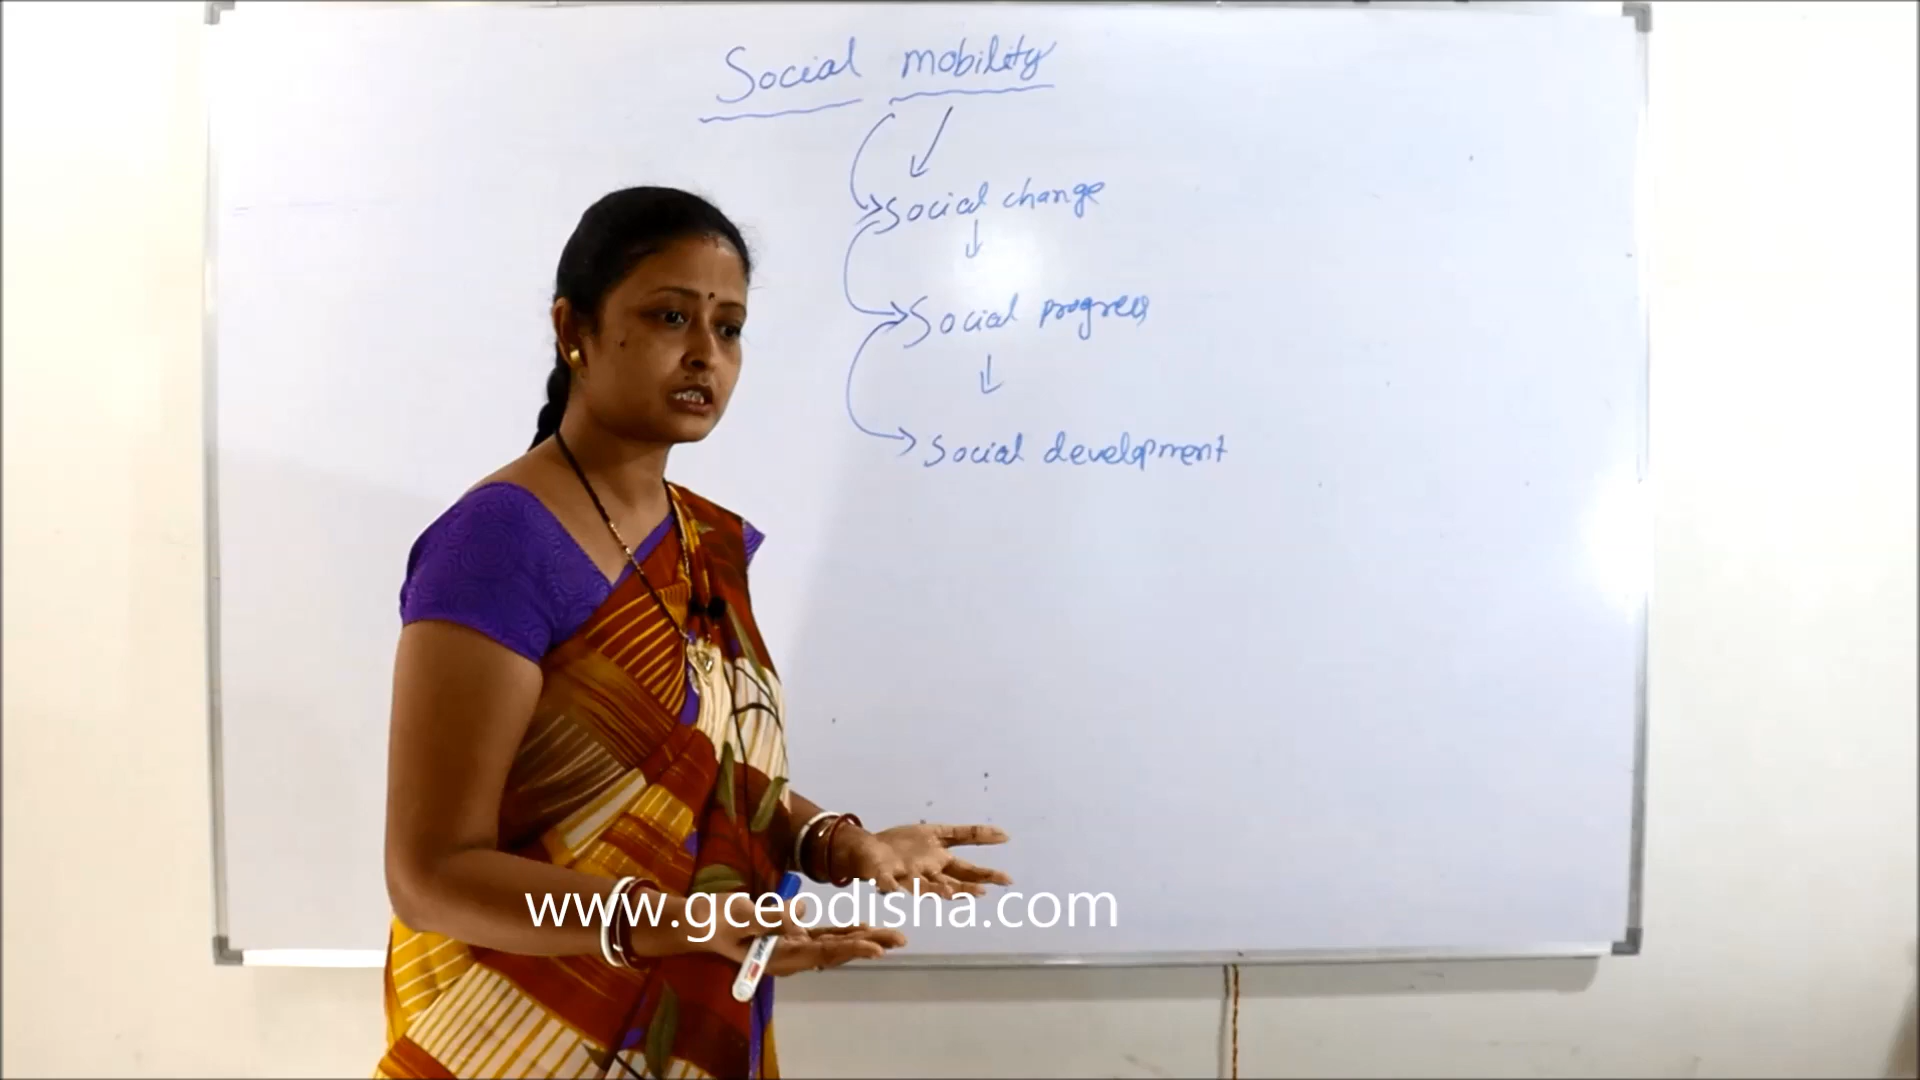 Social mobility
Social change
Social progress
Social development
www.gceodisha.com